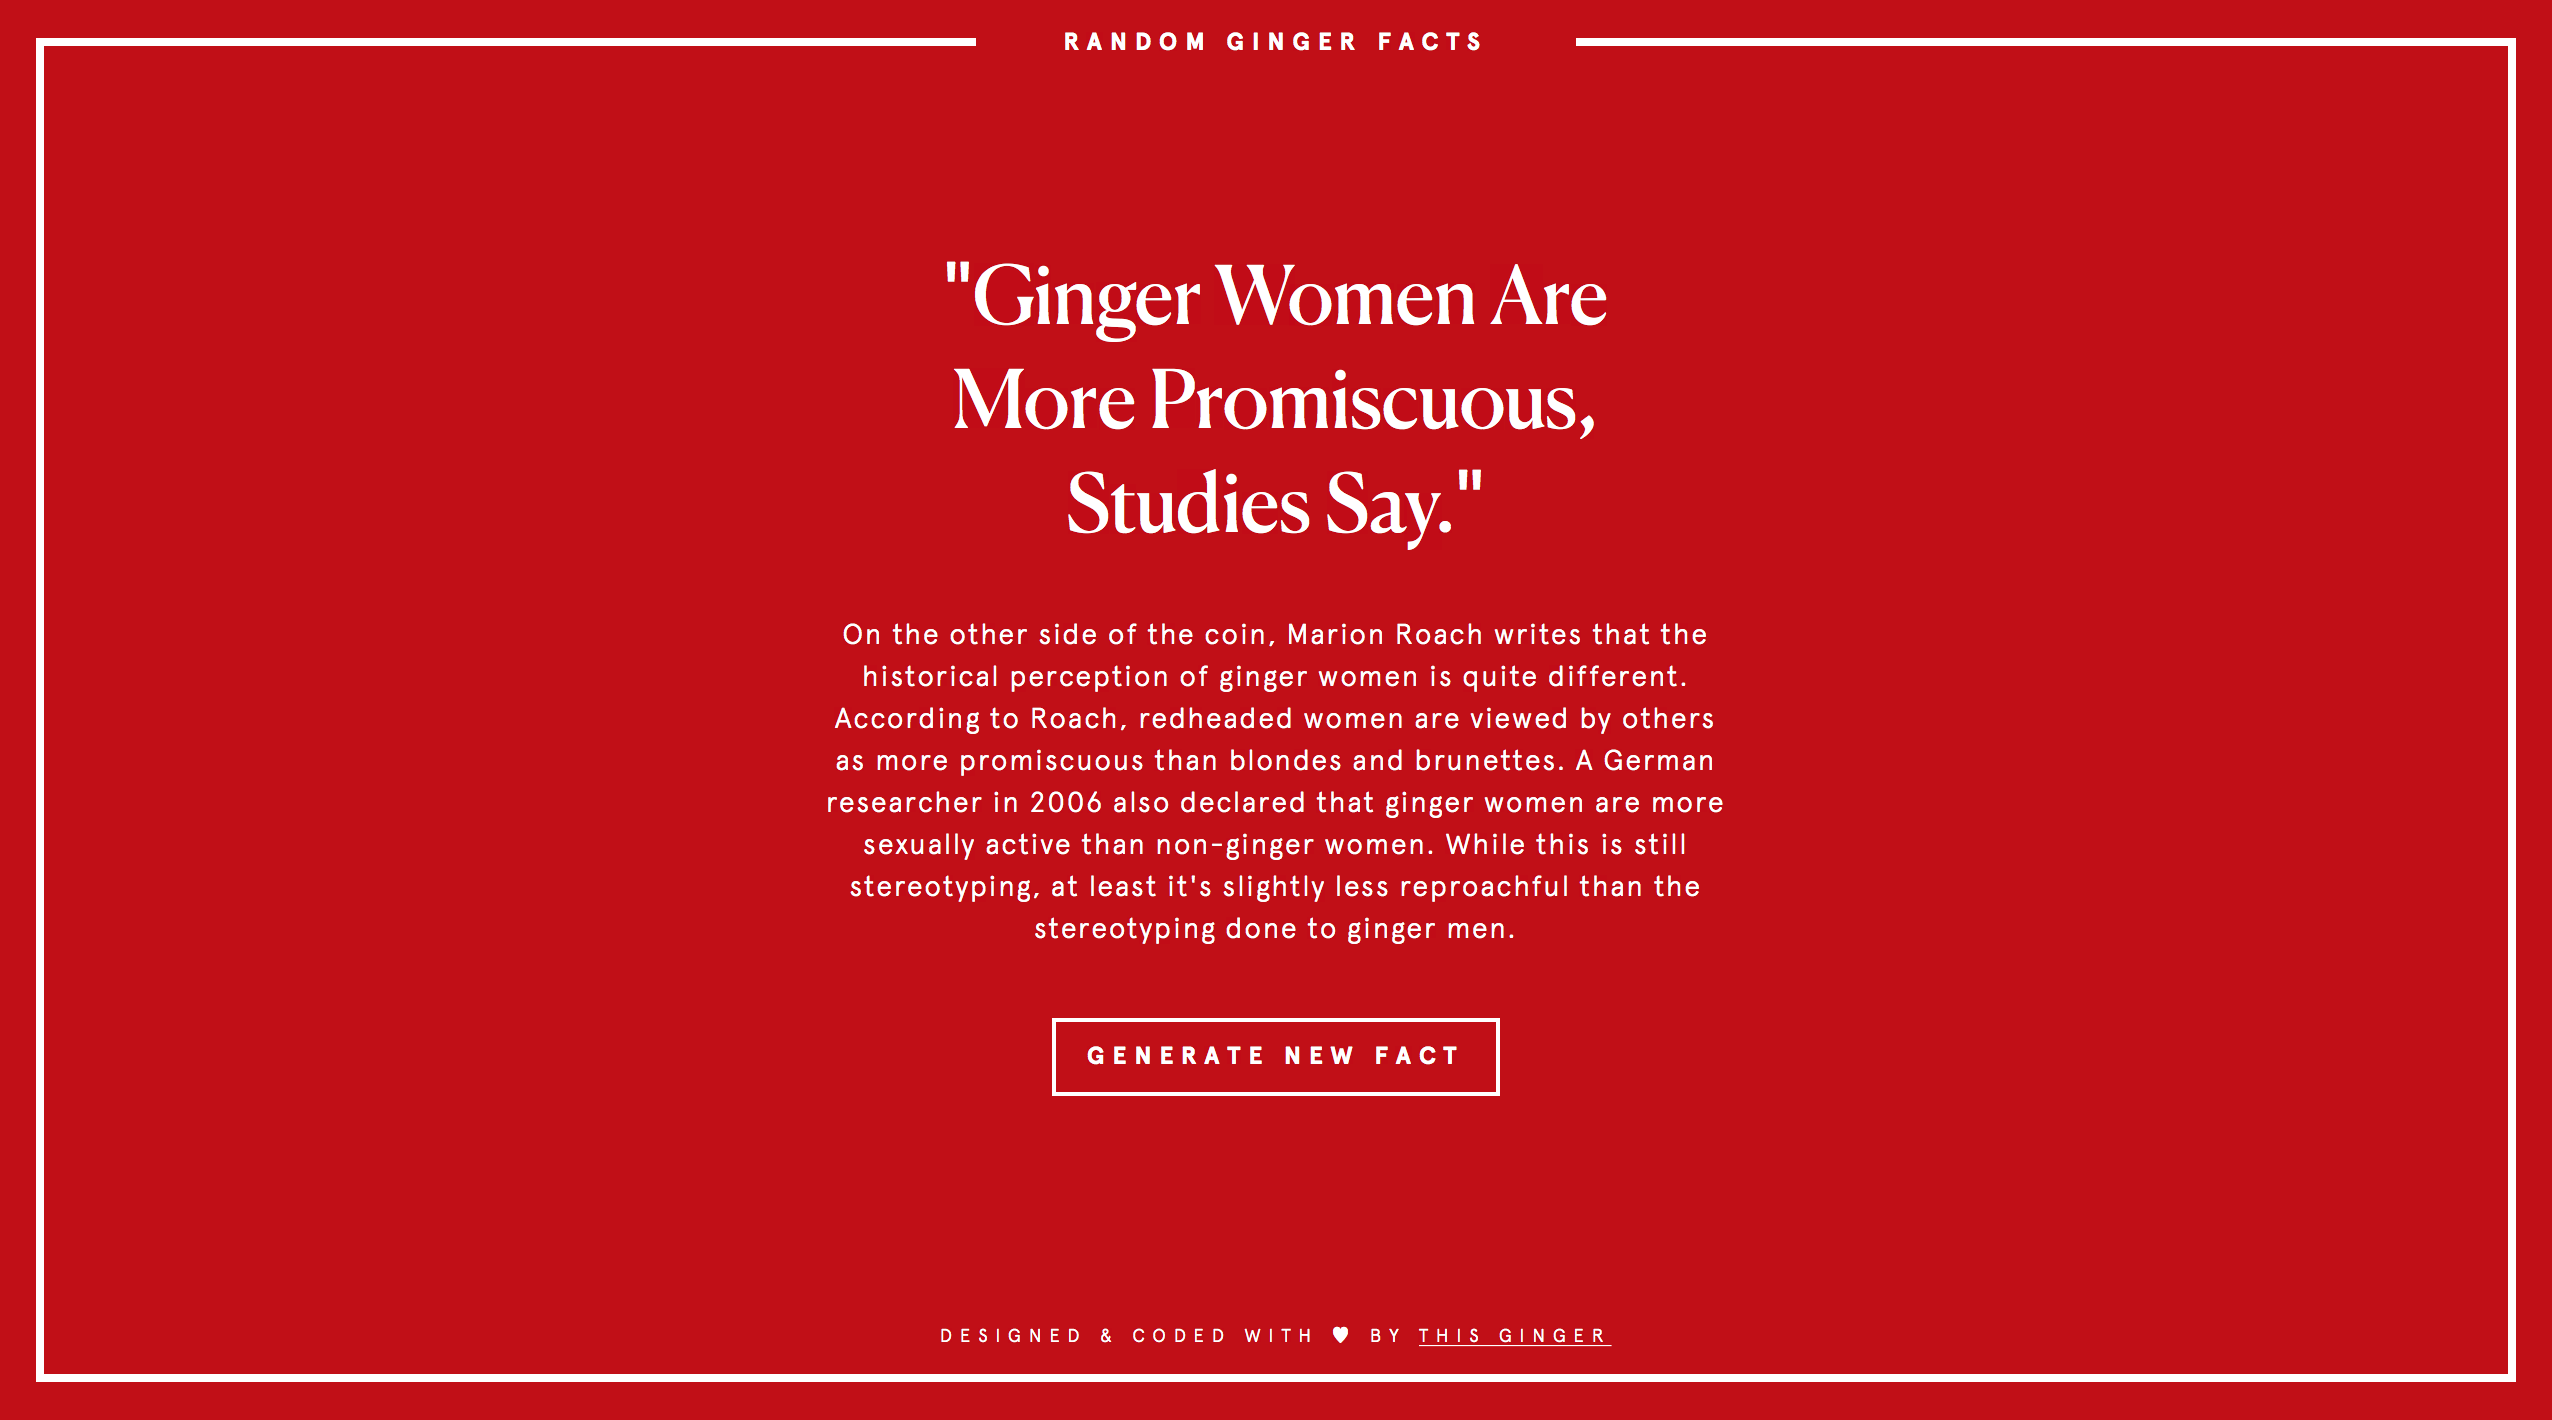 RANDOM GINGER FACTS
"Ginger Women Are
More Promiscuous,
Studies Say."
On the other side of the coin, Marion Roach writes that the
historical perception of ginger women is quite different.
According to Roach, redheaded women are viewed by others
as more promiscuous than blondes and brunettes. A German
researcher in 2006 also declared that ginger women are more
sexually active than non-ginger women. While this is still
stereotyping, at least it's slightly less reproachful than the
stereotyping done to ginger men.
GENERATE NEW FACT
DESIGNED & CODED WITH ♥ BY THIS GINGER